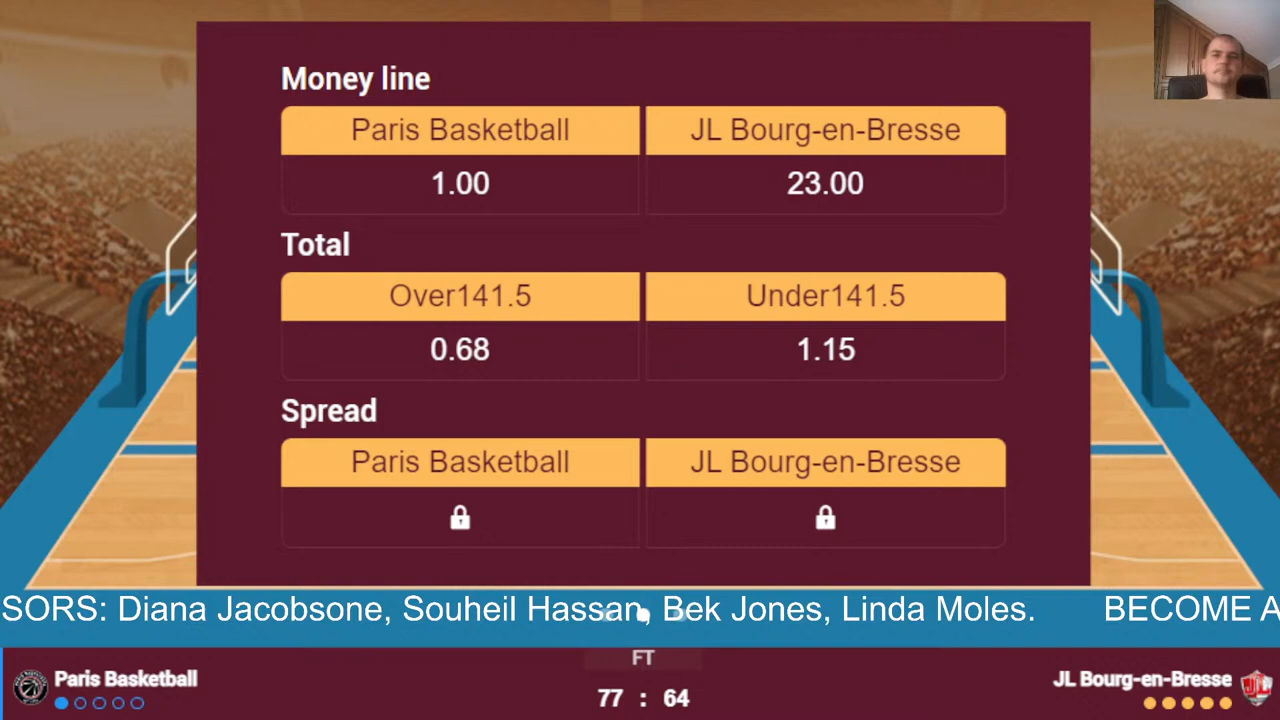 Money line
Paris Basketball JL Bourg-en-Bresse
1.00 23.00
Total
Over141.5 Under141.5
0.68 1.15
Spread
Paris Basketball JL Bourg-en-Bresse
SORS: Diana Jacobsone, Souheil Hassan, Bek Jones, Linda Moles. BECOME A
FT
Paris Basketball 77 : 64 JL Bourg-en-Bresse